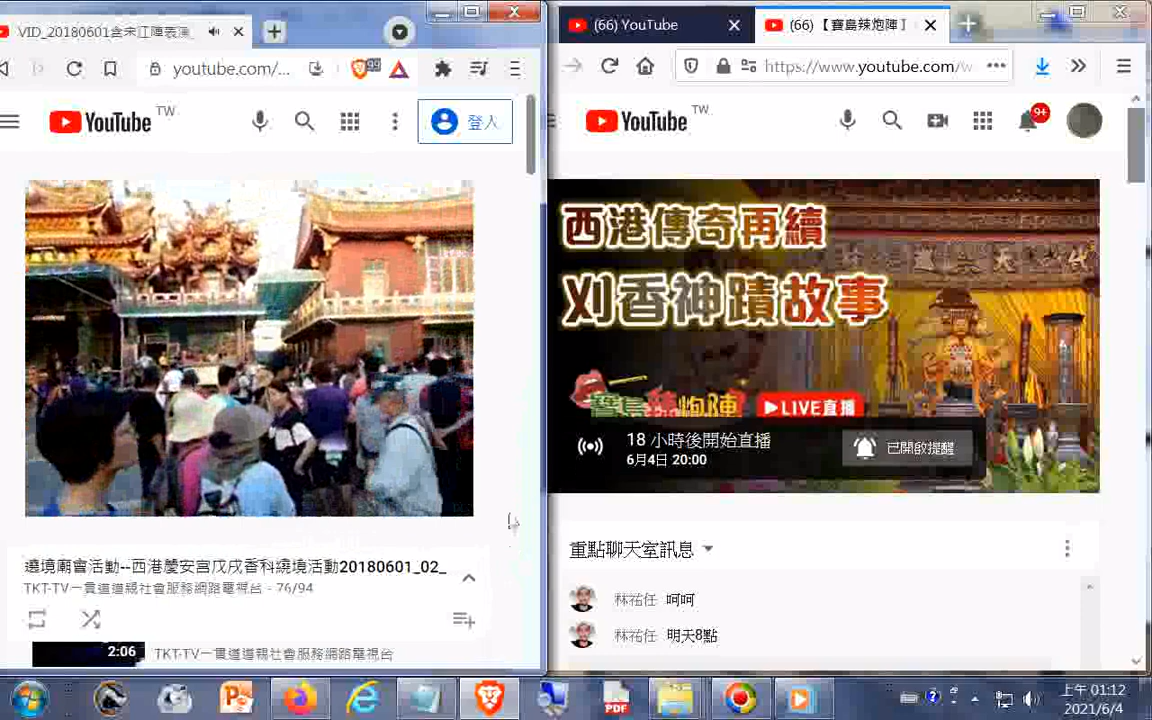 VID_20180601含宋江陣表演
(66) YouTube
(66) 【寶島辣炮陣】
youtube.com/...
99
https://www.youtube.com/w
YouTube TW
登入
YouTube TW
9+
西港傳奇再續
刈香神蹟故事
寶島辣炮陣
LIVE直播
18 小時後開始直播
6月4日 20:00
已開啟提醒
遶境廟會活動--西港慶安宮戊戌香科繞境活動20180601_02_
TKT-TV一貫道道親社會服務網路電視台 - 76/94
2:06
TKT-TV一貫道道親社會服務網路電視台
重點聊天室訊息
林祐任 呵呵
林祐任 明天8點
PDF
上午 01:12
2021/6/4